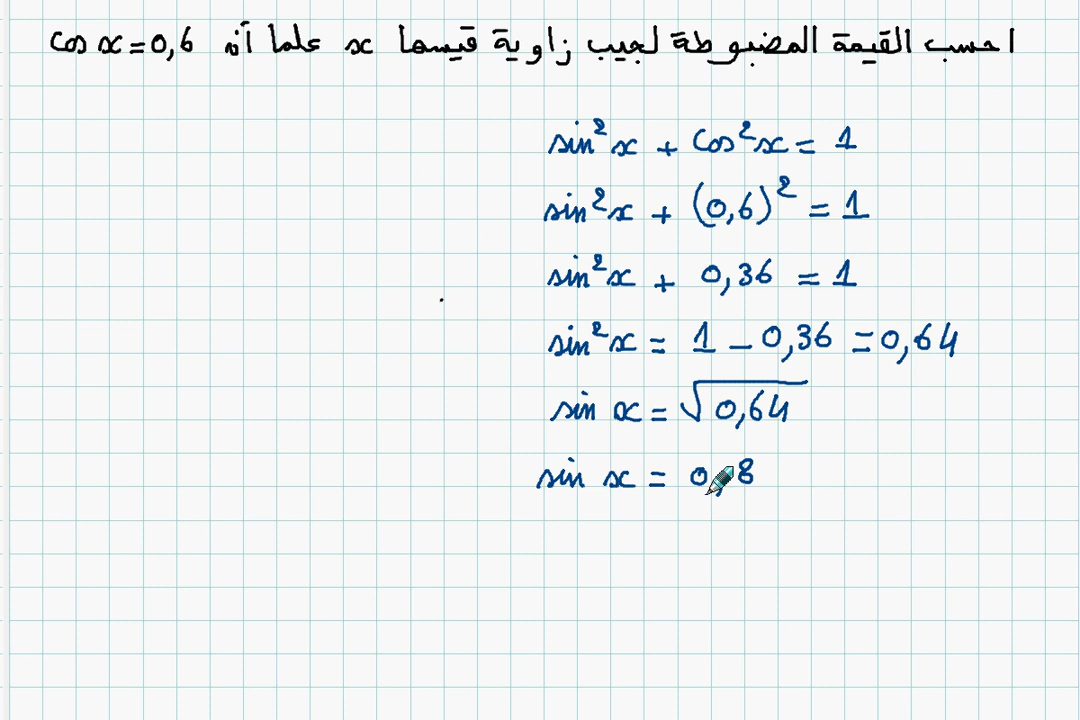 احسب القيمة المضبوطة لجيب زاوية قيسها x علما أنه cos x = 0,6
sin²x + cos²x = 1
sin²x + (0,6)² = 1
sin²x + 0,36 = 1
sin²x = 1 - 0,36 = 0,64
sin x = √0,64
sin x = 0,8